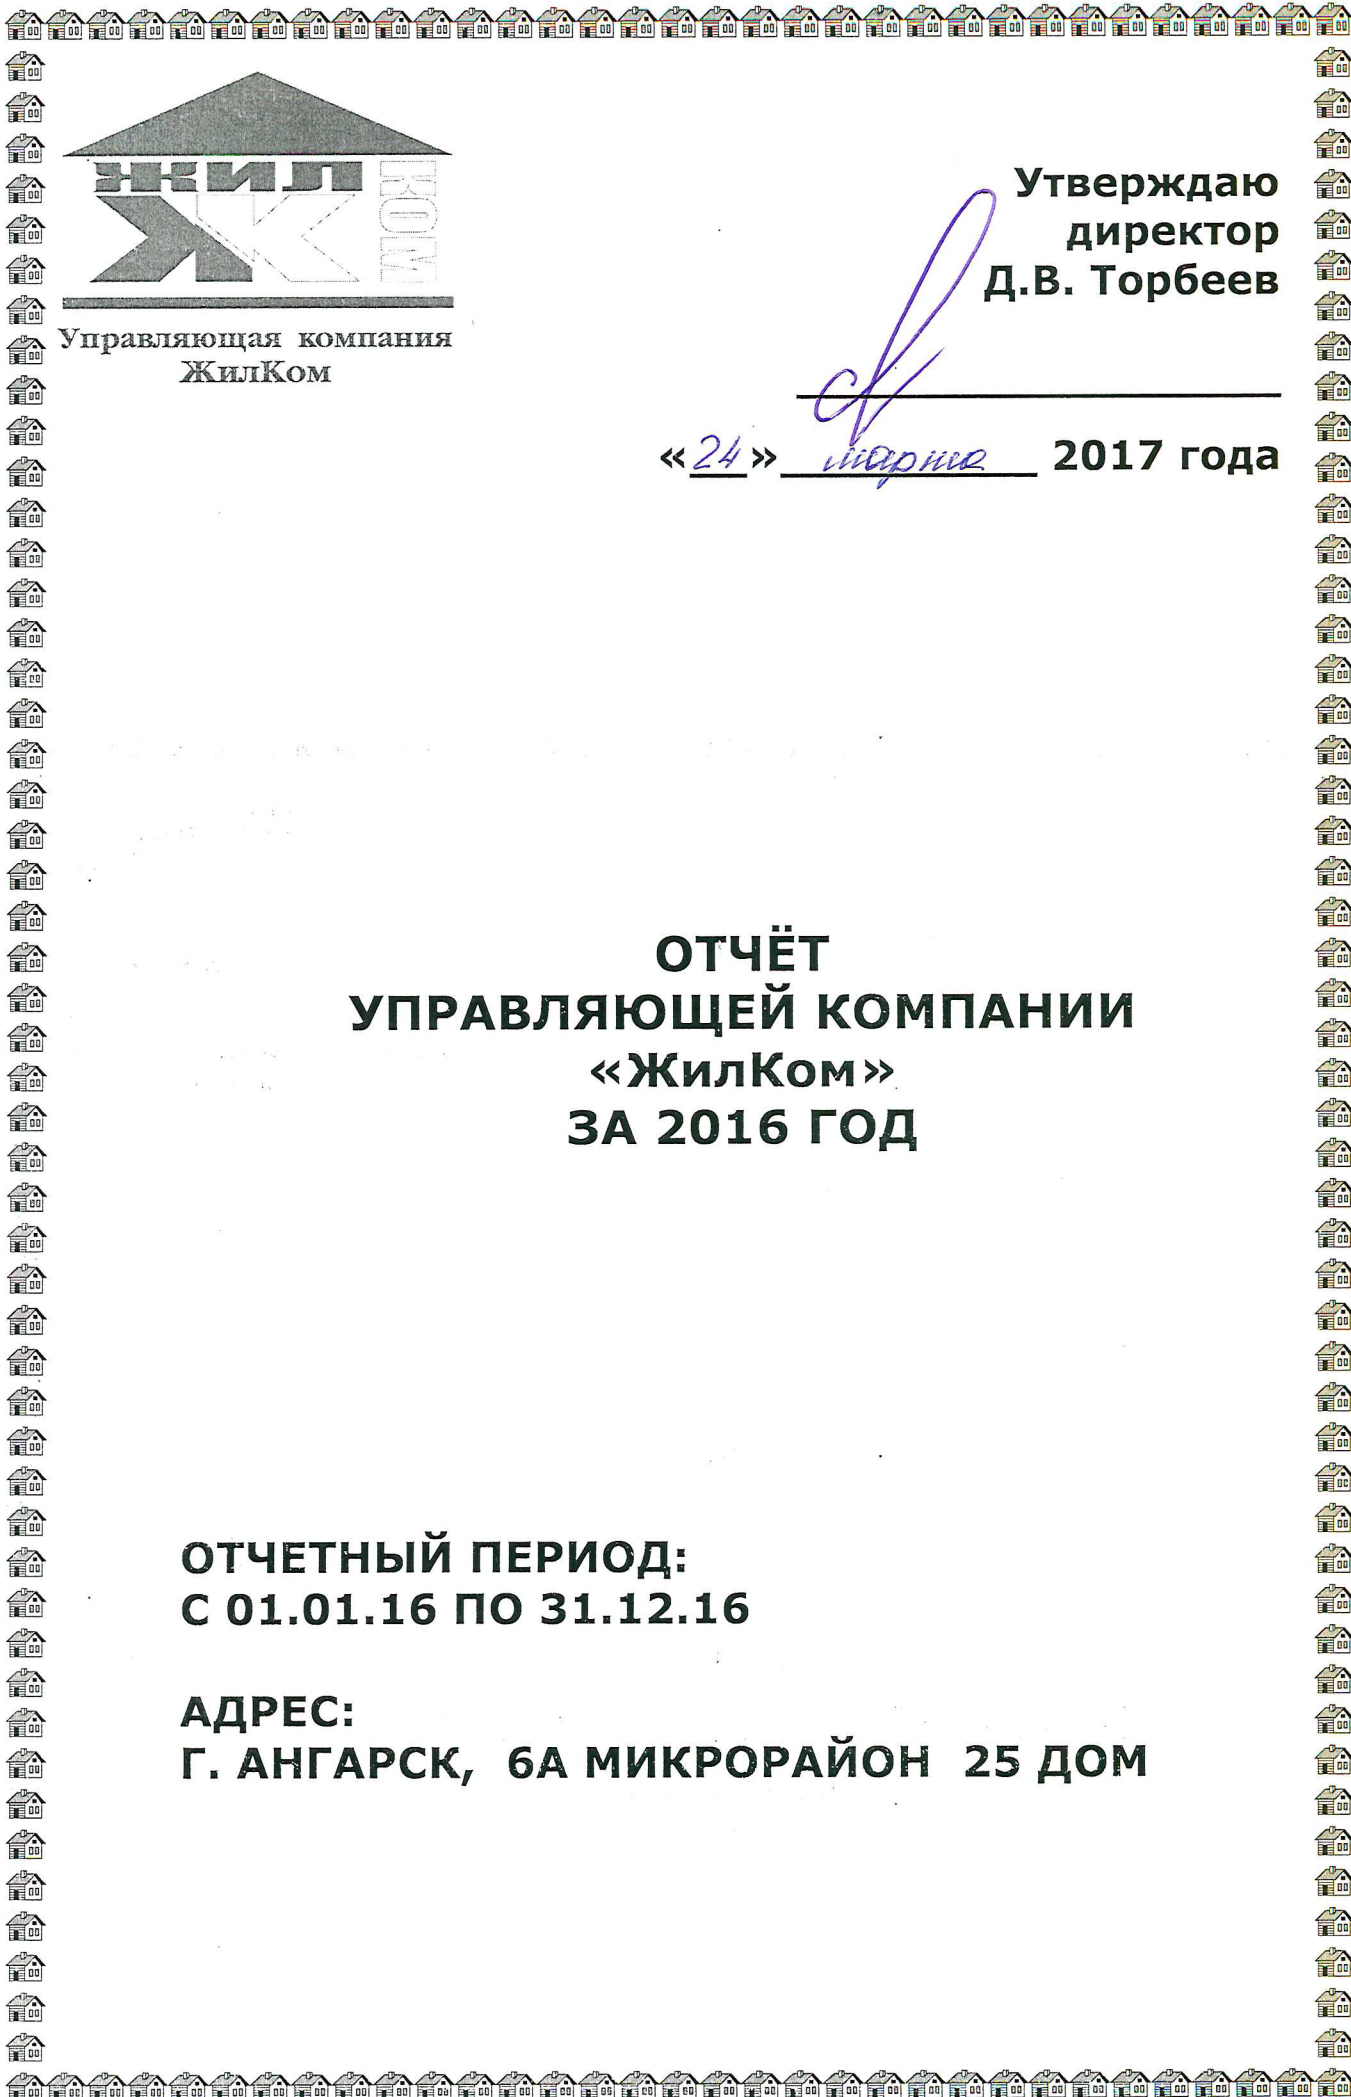 ЖИЛ
КОМ
Управляющая компания
ЖилКом
Утверждаю
директор
Д.В. Торбеев
«24» марта 2017 года
ОТЧЁТ
УПРАВЛЯЮЩЕЙ КОМПАНИИ
«ЖилКом»
ЗА 2016 ГОД
ОТЧЕТНЫЙ ПЕРИОД:
С 01.01.16 ПО 31.12.16
АДРЕС:
Г. АНГАРСК, 6А МИКРОРАЙОН 25 ДОМ